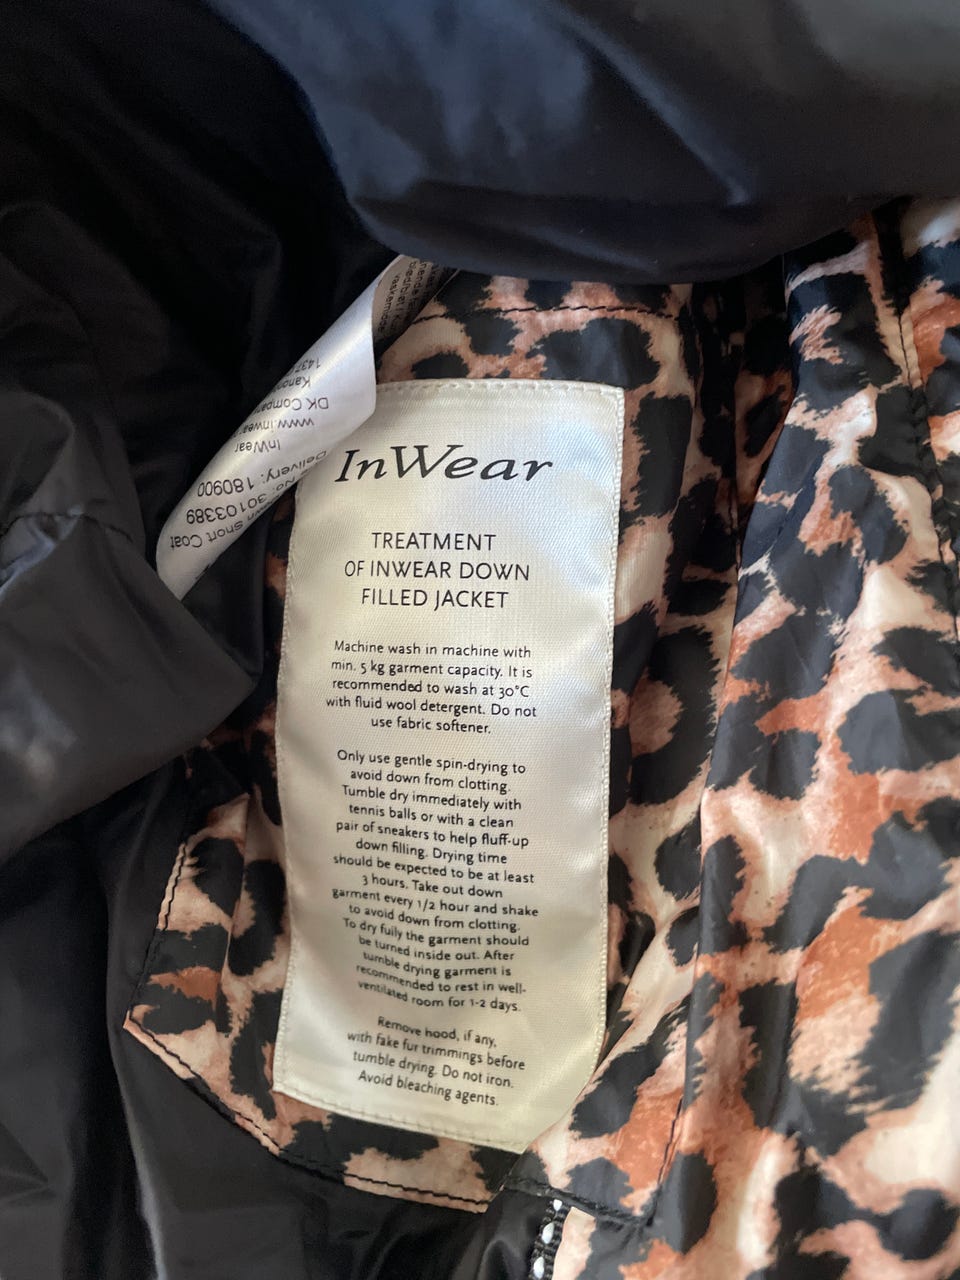 InWear
TREATMENT
OF INWEAR DOWN
FILLED JACKET
Machine wash in machine with
min. 5 kg garment capacity. It is
recommended to wash at 30°C
with fluid wool detergent. Do not
use fabric softener.
Only use gentle spin-drying to
avoid down from clotting.
Tumble dry immediately with
tennis balls or with a clean
pair of sneakers to help fluff-up
down filling. Drying time
should be expected to be at least
3 hours. Take out down
garment every 1/2 hour and shake
to avoid down from clotting.
To dry fully the garment should
be turned inside out. After
tumble drying garment is
recommended to rest in well-
ventilated room for 1-2 days.
Remove hood, if any,
with fake fur trimmings before
tumble drying. Do not iron.
Avoid bleaching agents.
Short Coat
No: 30103389
Delivery: 180900
InWear
www.inwear
DK Compan
Kanon
1437